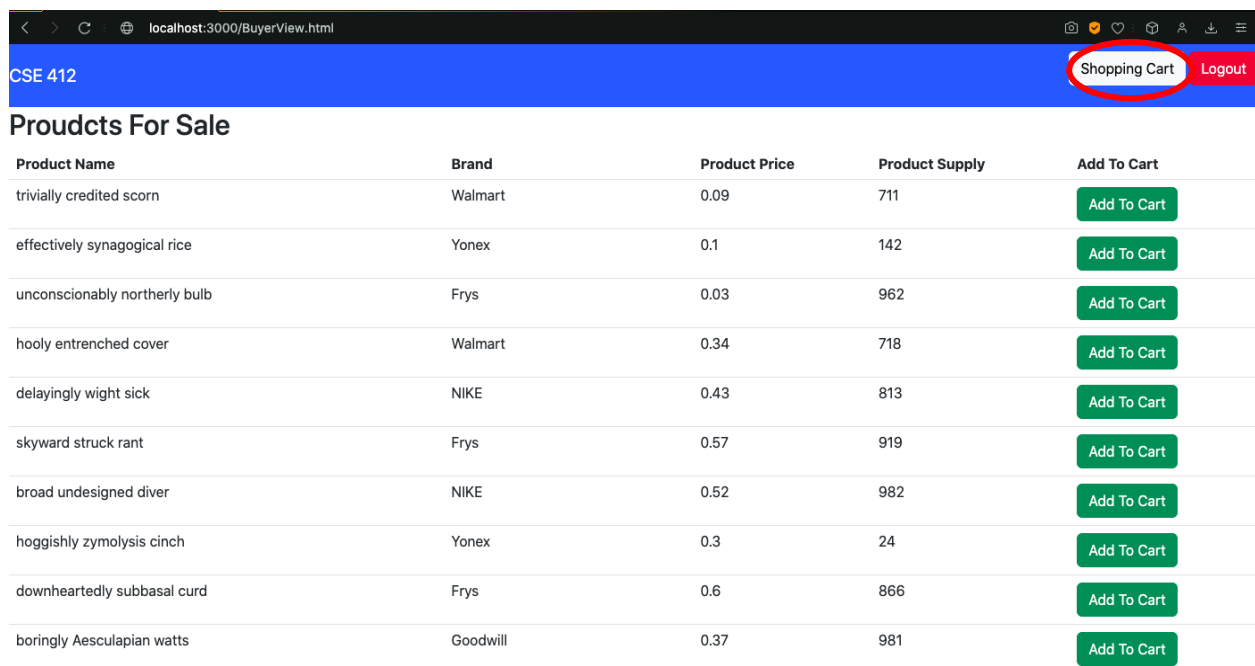 localhost:3000/BuyerView.html
CSE 412 Shopping Cart Logout
Proudcts For Sale
Product Name Brand Product Price Product Supply Add To Cart
trivially credited scorn Walmart 0.09 711 Add To Cart
effectively synagogical rice Yonex 0.1 142 Add To Cart
unconscionably northerly bulb Frys 0.03 962 Add To Cart
hooly entrenched cover Walmart 0.34 718 Add To Cart
delayingly wight sick NIKE 0.43 813 Add To Cart
skyward struck rant Frys 0.57 919 Add To Cart
broad undesigned diver NIKE 0.52 982 Add To Cart
hoggishly zymolysis cinch Yonex 0.3 24 Add To Cart
downheartedly subbasal curd Frys 0.6 866 Add To Cart
boringly Aesculapian watts Goodwill 0.37 981 Add To Cart